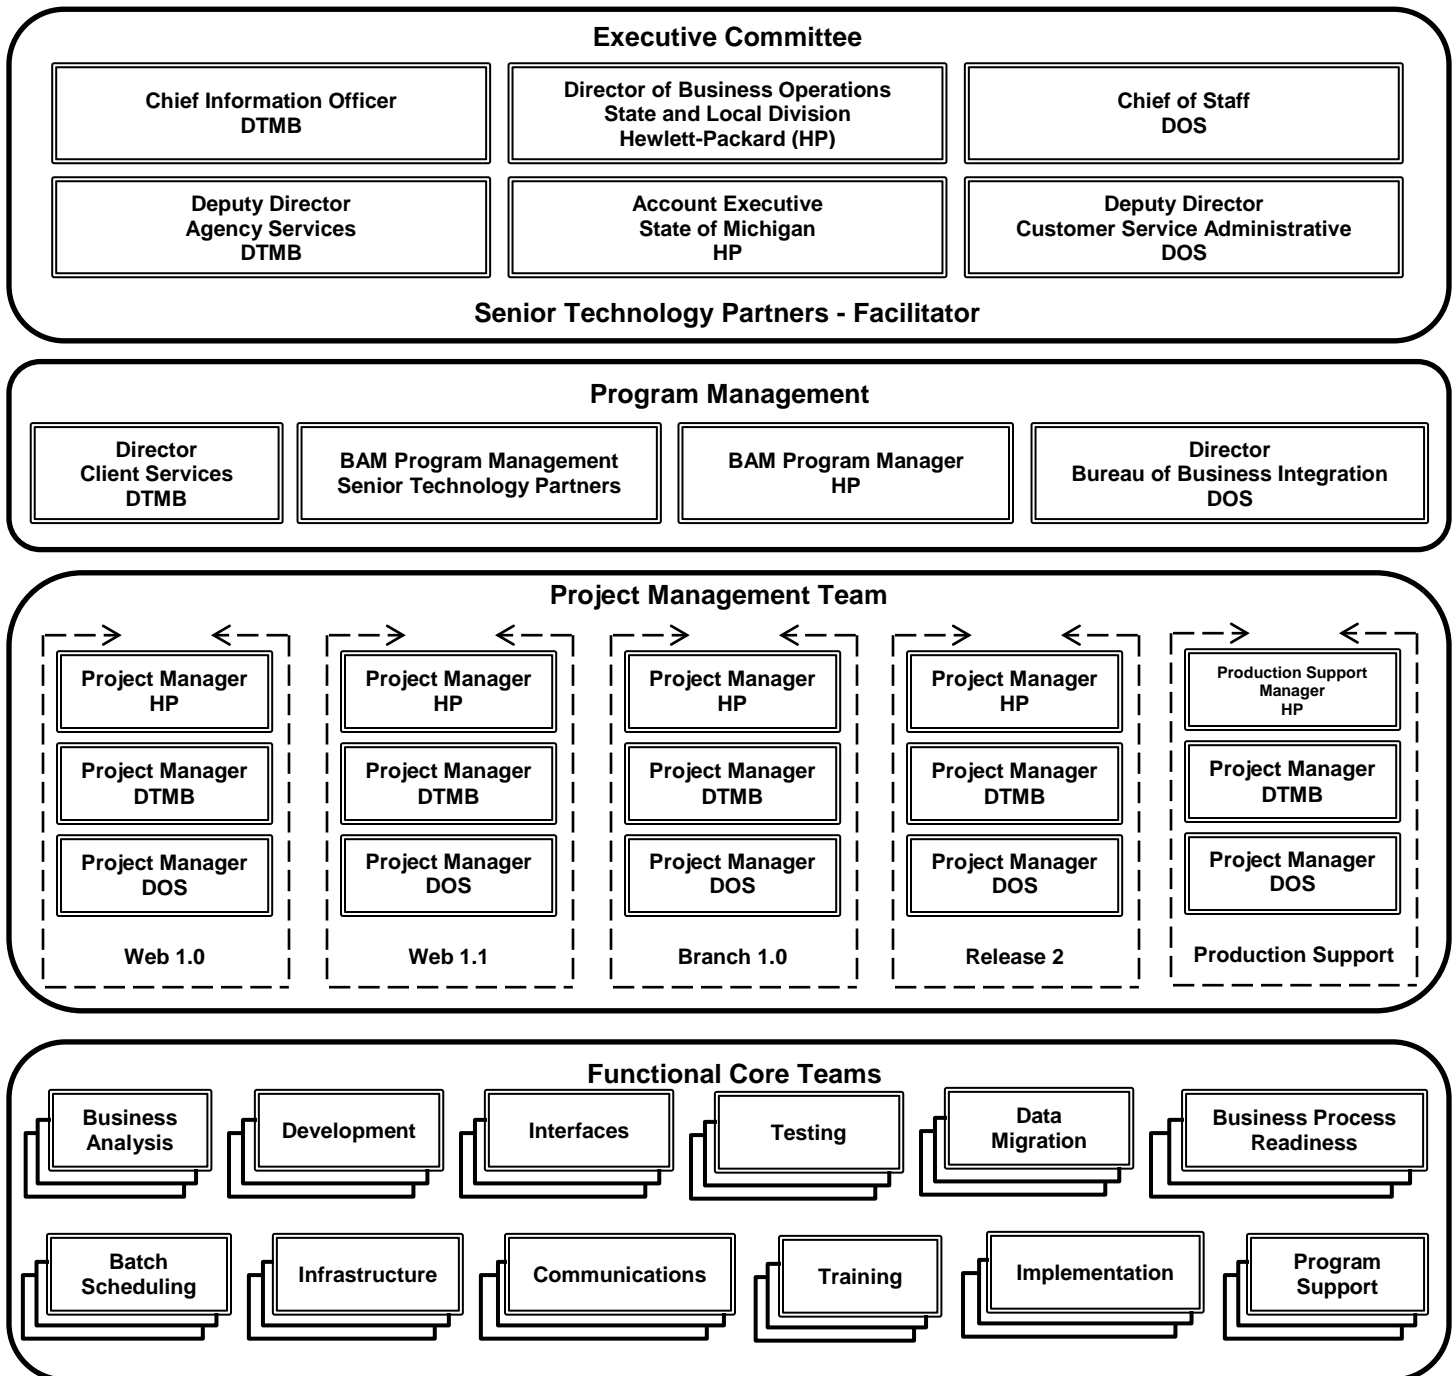 Executive Committee
Chief Information Officer
DTMB
Director of Business Operations
State and Local Division
Hewlett-Packard (HP)
Chief of Staff
DOS
Deputy Director
Agency Services
DTMB
Account Executive
State of Michigan
HP
Deputy Director
Customer Service Administrative
DOS
Senior Technology Partners - Facilitator
Program Management
Director
Client Services
DTMB
BAM Program Management
Senior Technology Partners
BAM Program Manager
HP
Director
Bureau of Business Integration
DOS
Project Management Team
Project Manager
HP
Project Manager
DTMB
Project Manager
DOS
Web 1.0
Project Manager
HP
Project Manager
DTMB
Project Manager
DOS
Web 1.1
Project Manager
HP
Project Manager
DTMB
Project Manager
DOS
Branch 1.0
Project Manager
HP
Project Manager
DTMB
Project Manager
DOS
Release 2
Production Support
Manager
HP
Project Manager
DTMB
Project Manager
DOS
Production Support
Functional Core Teams
Business
Analysis
Development
Interfaces
Testing
Data
Migration
Business Process
Readiness
Batch
Scheduling
Infrastructure
Communications
Training
Implementation
Program
Support